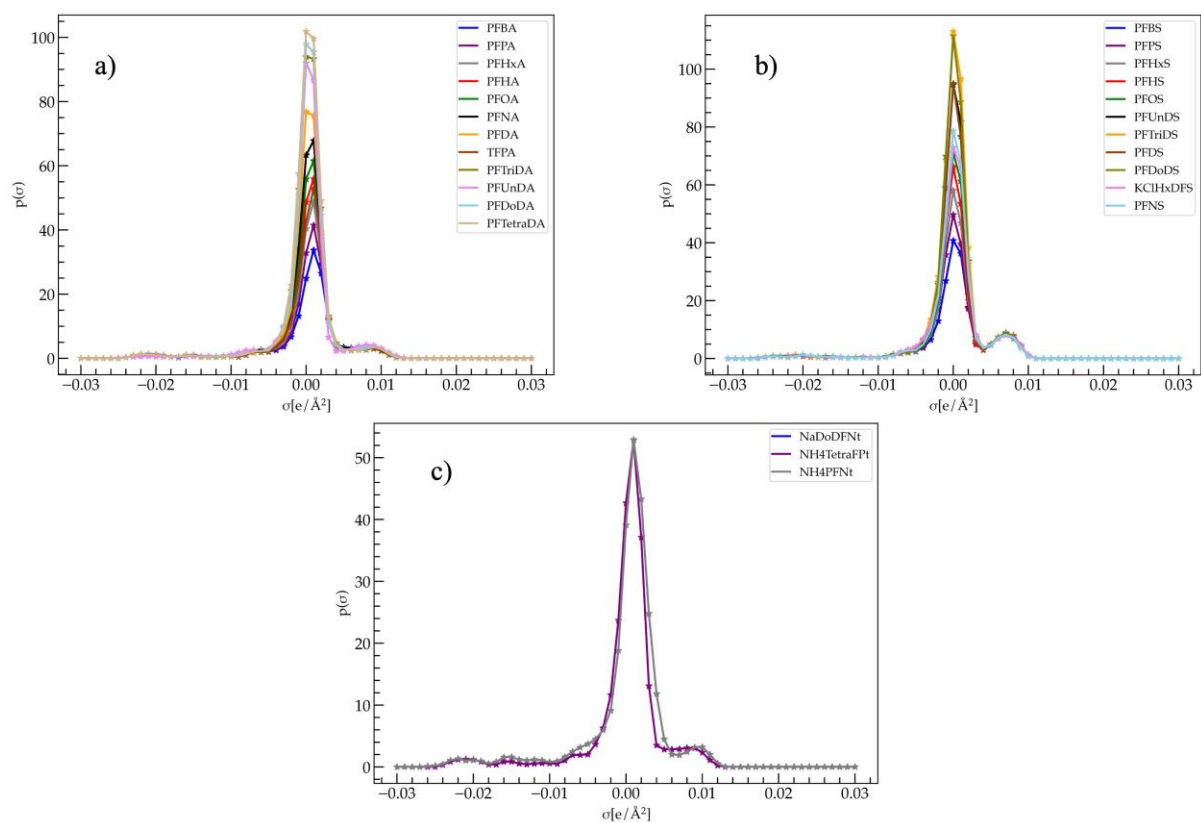 a)
PFBA
PFPA
PFHxA
PFHA
PFOA
PFNA
PFDA
TFPA
PFTriDA
PFUnDA
PFDoDA
PFTetraDA
p(σ)
100
80
60
40
20
0
−0.03 −0.02 −0.01 0.00 0.01 0.02 0.03
σ[e/Å²]
b)
PFBS
PFPS
PFHxS
PFHS
PFOS
PFUnDS
PFTriDS
PFDS
PFDoDS
KClHxDFS
PFNS
p(σ)
100
80
60
40
20
0
−0.03 −0.02 −0.01 0.00 0.01 0.02 0.03
σ[e/Å²]
c)
NaDoDFNt
NH4TetraFPt
NH4PFNt
p(σ)
50
40
30
20
10
0
−0.03 −0.02 −0.01 0.00 0.01 0.02 0.03
σ[e/Å²]